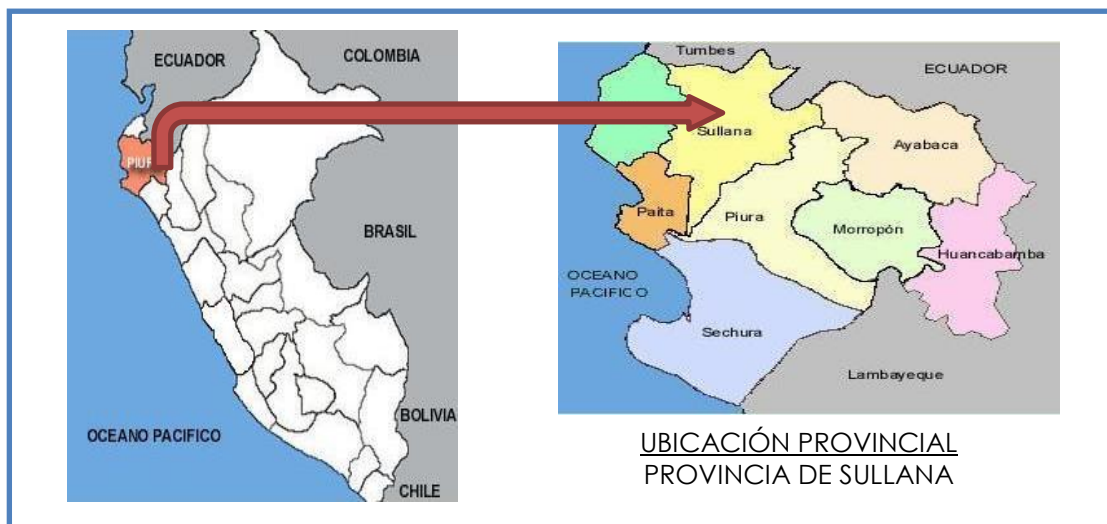 ECUADOR
COLOMBIA
BRASIL
BOLIVIA
OCEANO PACIFICO
CHILE
Tumbes
ECUADOR
Sullana
Ayabaca
Paita
Piura
Morropón
Huancabamba
OCEANO
PACIFICO
Sechura
Lambayeque
UBICACIÓN PROVINCIAL
PROVINCIA DE SULLANA